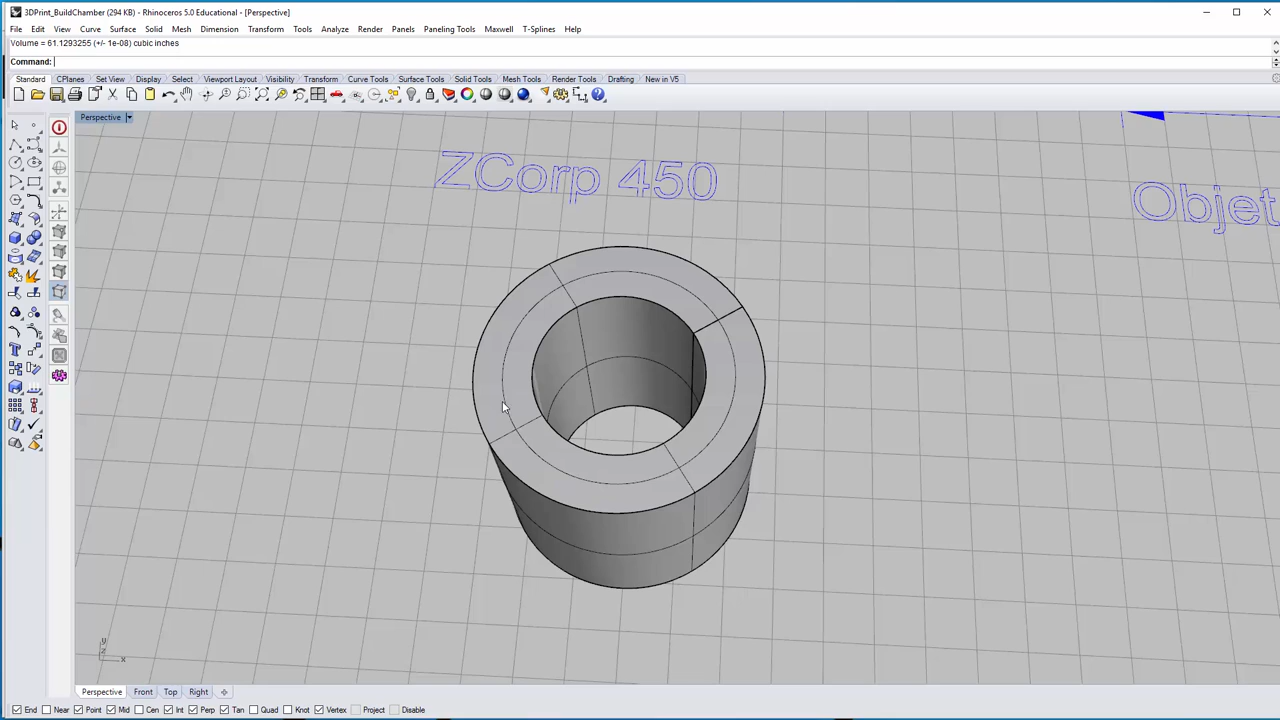 3DPrint_BuildChamber (294 KB) - Rhinoceros 5.0 Educational - [Perspective]
File Edit View Curve Surface Solid Mesh Dimension Transform Tools Analyze Render Panels Paneling Tools Maxwell T-Splines Help
Volume = 61.1293255 (+/- 1e-08) cubic inches
Command:
Standard CPlanes Set View Display Select Viewport Layout Visibility Transform Curve Tools Surface Tools Solid Tools Mesh Tools Render Tools Drafting New in V5
Perspective
ZCorp 450
Objet
y
z
x
Perspective Front Top Right
End Near Point Mid Cen Int Perp Tan Quad Knot Vertex Project Disable